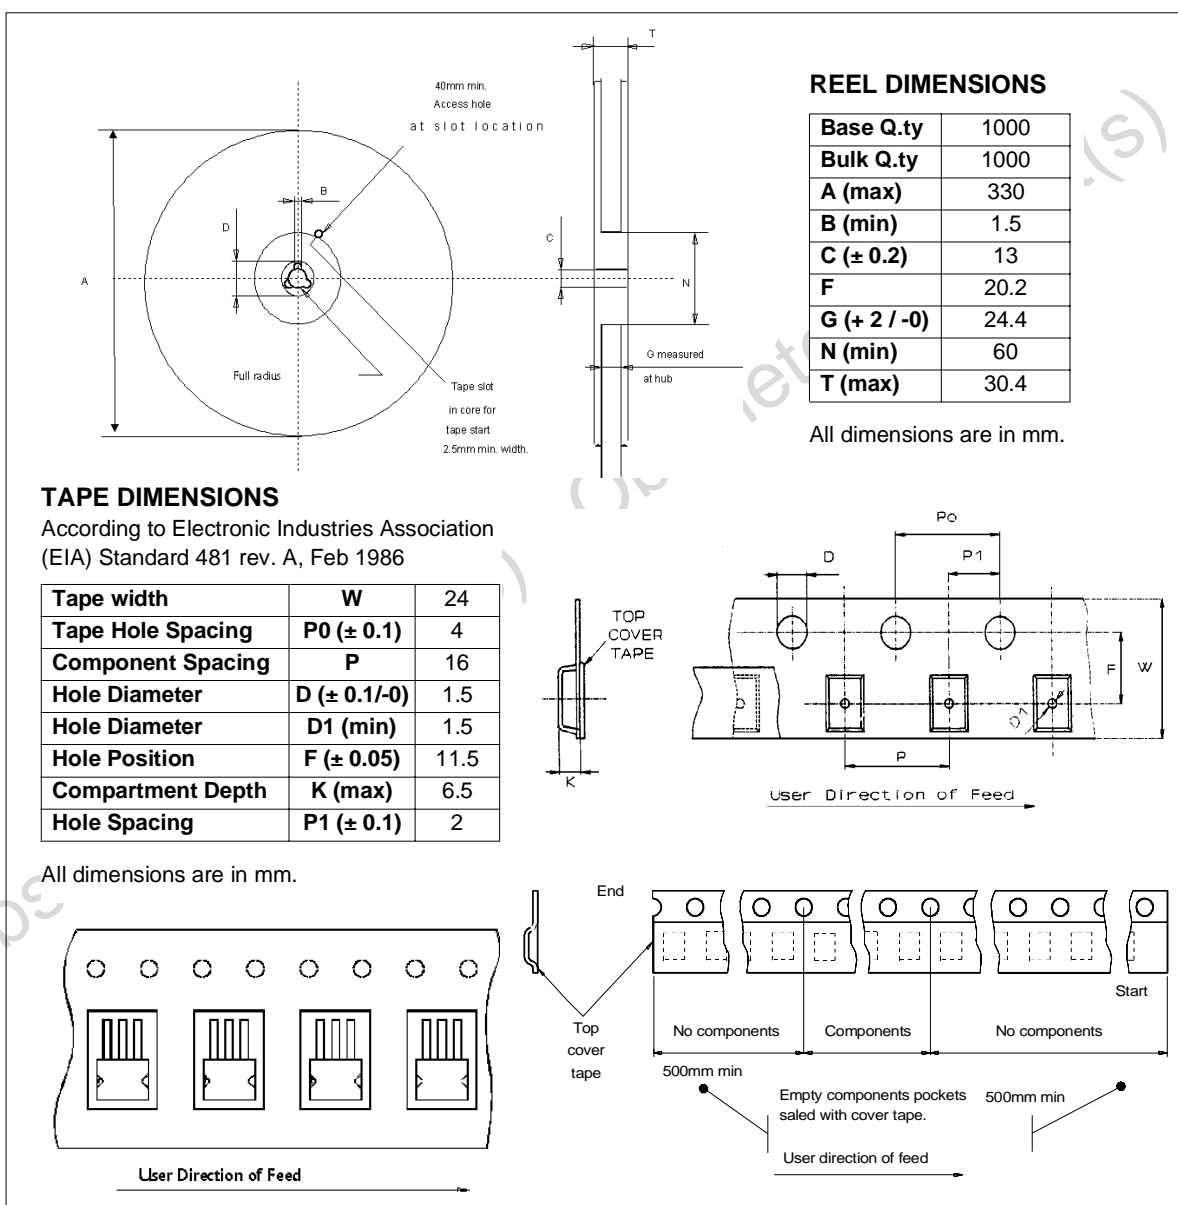 T
40mm min.
Access hole
at slot location
B
D
C
A
N
G measured
at hub
Full radius
Tape slot
in core for
tape start
2.5mm min. width.
REEL DIMENSIONS
Base Q.ty 1000
Bulk Q.ty 1000
A (max) 330
B (min) 1.5
C (± 0.2) 13
F 20.2
G (+ 2 / -0) 24.4
N (min) 60
T (max) 30.4
All dimensions are in mm.
TAPE DIMENSIONS
According to Electronic Industries Association
(EIA) Standard 481 rev. A, Feb 1986
Tape width W 24
Tape Hole Spacing P0 (± 0.1) 4
Component Spacing P 16
Hole Diameter D (± 0.1/-0) 1.5
Hole Diameter D1 (min) 1.5
Hole Position F (± 0.05) 11.5
Compartment Depth K (max) 6.5
Hole Spacing P1 (± 0.1) 2
All dimensions are in mm.
Po
D
P1
TOP
COVER
TAPE
F
W
D1
P
K
User Direction of Feed
End
Start
Top
cover
tape
No components
Components
No components
500mm min
Empty components pockets
saled with cover tape.
500mm min
User direction of feed
User Direction of Feed